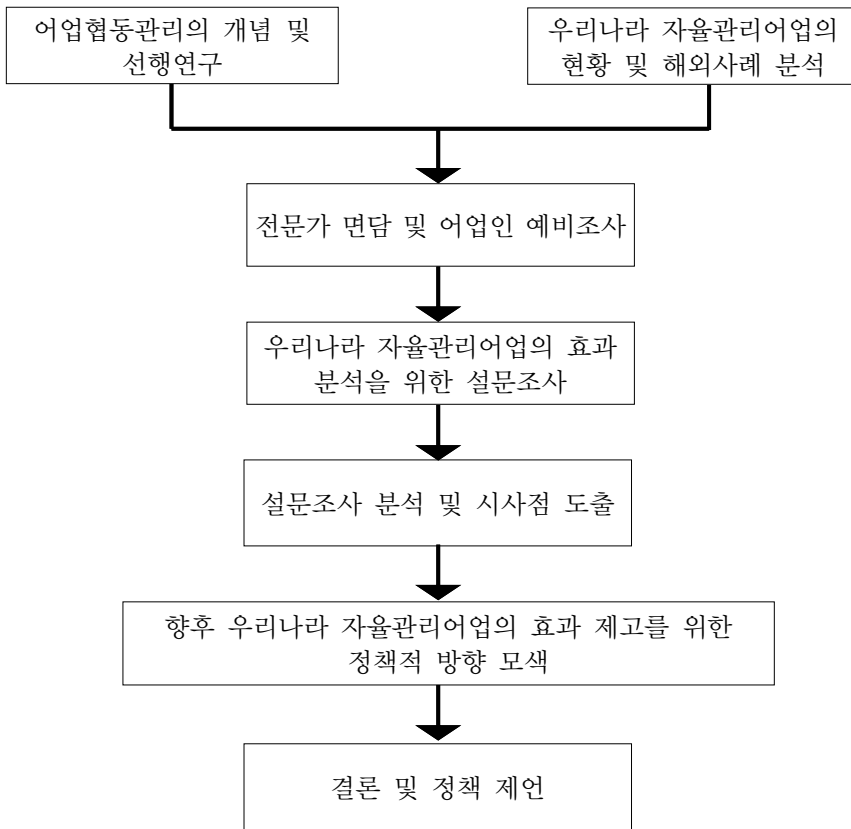 어업협동관리의 개념 및
선행연구
우리나라 자율관리어업의
현황 및 해외사례 분석
전문가 면담 및 어업인 예비조사
우리나라 자율관리어업의 효과
분석을 위한 설문조사
설문조사 분석 및 시사점 도출
향후 우리나라 자율관리어업의 효과 제고를 위한
정책적 방향 모색
결론 및 정책 제언